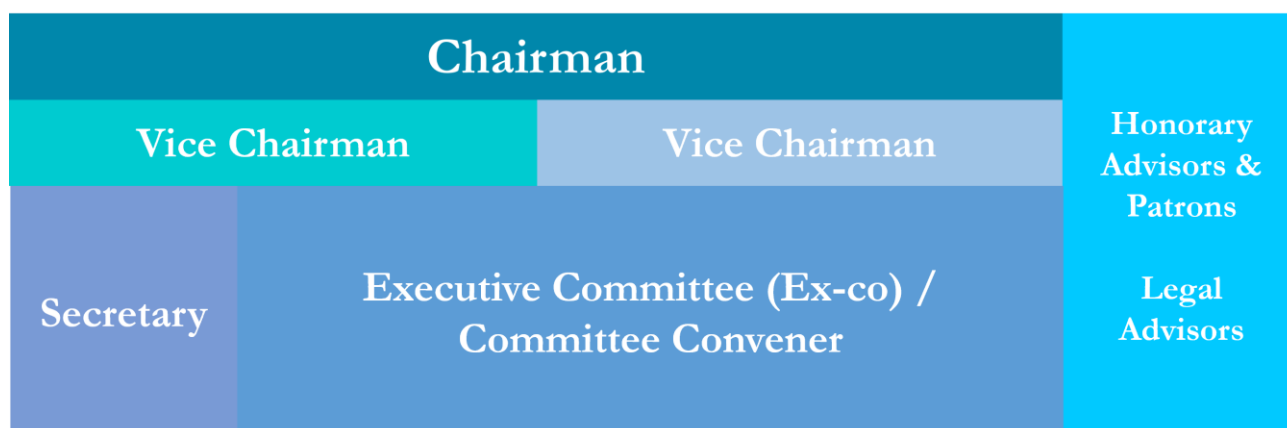 Chairman
Vice Chairman
Vice Chairman
Honorary
Advisors &
Patrons
Legal
Advisors
Secretary
Executive Committee (Ex-co) /
Committee Convener